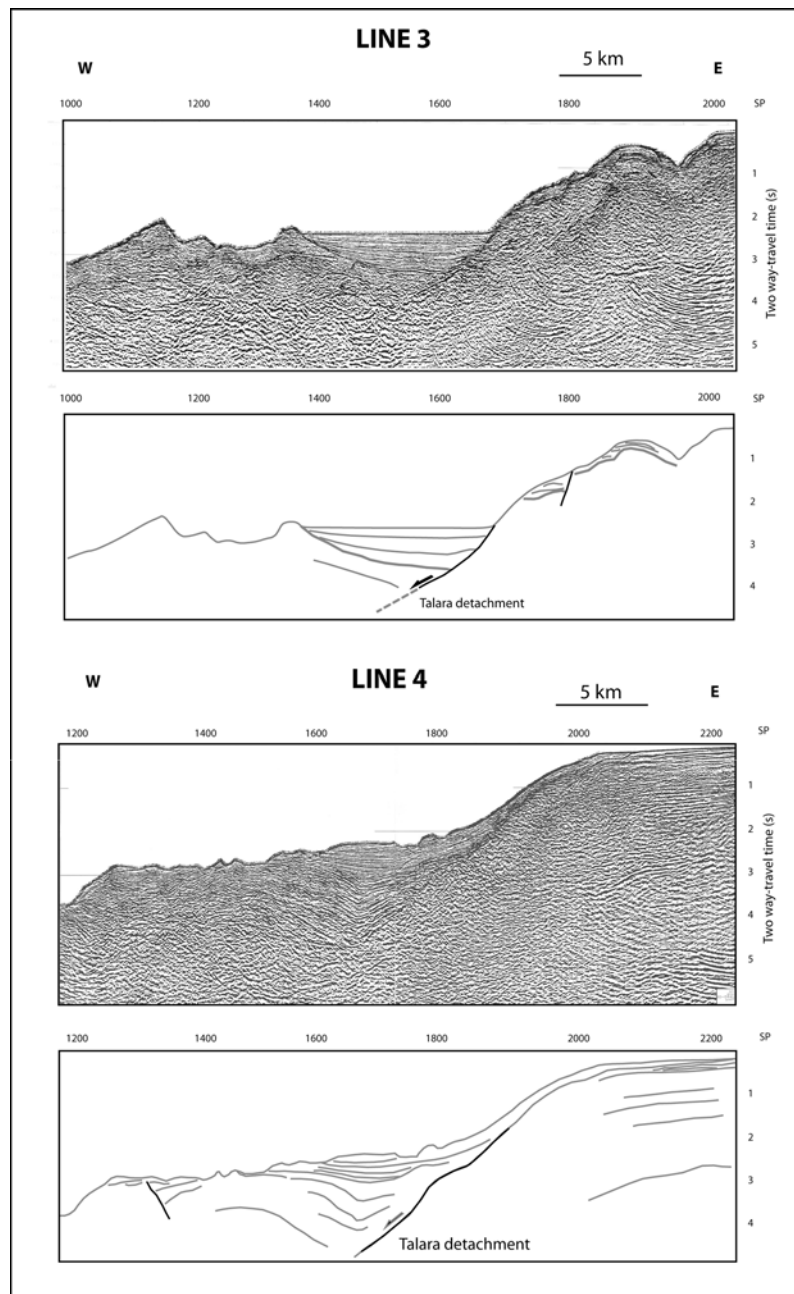 LINE 3
5 km
W E
1000 1200 1400 1600 1800 2000 SP
1
2
3
4
5
Two way-travel time (s)
1000 1200 1400 1600 1800 2000 SP
1
2
3
4
Talara detachment
LINE 4
W E
5 km
1200 1400 1600 1800 2000 2200 SP
1
2
3
4
5
Two way-travel time (s)
1200 1400 1600 1800 2000 2200 SP
1
2
3
4
Talara detachment